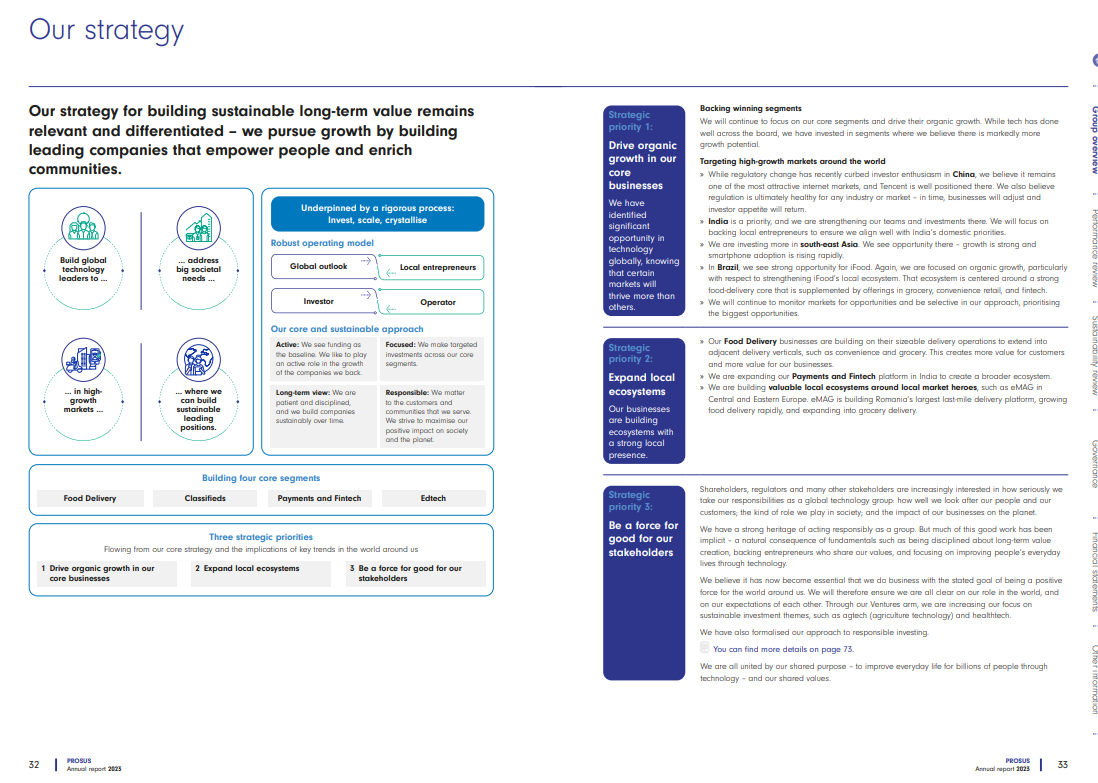 Our strategy
Our strategy for building sustainable long-term value remains
relevant and differentiated – we pursue growth by building
leading companies that empower people and enrich
communities.
Build global
technology
leaders to ...
... address
big societal
needs ...
... in high-
growth
markets ...
... where we
can build
sustainable
leading
positions.
Underpinned by a rigorous process:
Invest, scale, crystallise
Robust operating model
Global outlook
Local entrepreneurs
Investor
Operator
Our core and sustainable approach
Active: We see funding as
the baseline. We like to play
an active role in the growth
of the companies we back.
Focused: We make targeted
investments across our core
segments.
Long-term view: We are
patient and disciplined,
and we build companies
sustainably over time.
Responsible: We matter
to the customers and
communities that we serve.
We strive to maximise our
positive impact on society
and the planet.
Building four core segments
Food Delivery
Classifieds
Payments and Fintech
Edtech
Three strategic priorities
Flowing from our core strategy and the implications of key trends in the world around us
1 Drive organic growth in our
core businesses
2 Expand local ecosystems
3 Be a force for good for our
stakeholders
32
PROSUS
Annual report 2023
Strategic
priority 1:
Drive organic
growth in our
core
businesses
We have
identified
significant
opportunity in
technology
globally, knowing
that certain
markets will
thrive more than
others.
Backing winning segments
We will continue to focus on our core segments and drive their organic growth. While tech has done
well across the board, we have invested in segments where we believe there is markedly more
growth potential.
Targeting high-growth markets around the world
» While regulatory change has recently curbed investor enthusiasm in China, we believe it remains
one of the most attractive internet markets, and Tencent is well positioned there. We also believe
regulation is ultimately healthy for any industry or market – in time, businesses will adjust and
investor appetite will return.
» India is a priority, and we are strengthening our teams and investments there. We will focus on
backing local entrepreneurs to ensure we align well with India's domestic priorities.
» We are investing more in south-east Asia. We see opportunity there – growth is strong and
smartphone adoption is rising rapidly.
» In Brazil, we see strong opportunity for iFood. Again, we are focused on organic growth, particularly
with respect to strengthening iFood's local ecosystem. That ecosystem is centered around a strong
food-delivery core that is supplemented by offerings in grocery, convenience retail, and fintech.
» We will continue to monitor markets for opportunities and be selective in our approach, prioritising
the biggest opportunities.
Strategic
priority 2:
Expand local
ecosystems
Our businesses
are building
ecosystems with
a strong local
presence.
» Our Food Delivery businesses are building on their sizeable delivery operations to extend into
adjacent delivery verticals, such as convenience and grocery. This creates more value for customers
and more value for our businesses.
» We are expanding our Payments and Fintech platform in India to create a broader ecosystem.
» We are building valuable local ecosystems around local market heroes, such as eMAG in
Central and Eastern Europe. eMAG is building Romania's largest last-mile delivery platform, growing
food delivery rapidly, and expanding into grocery delivery.
Strategic
priority 3:
Be a force for
good for our
stakeholders
Shareholders, regulators and many other stakeholders are increasingly interested in how seriously we
take our responsibilities as a global technology group: how well we look after our people and our
customers; the kind of role we play in society; and the impact of our businesses on the planet.
We have a strong heritage of acting responsibly as a group. But much of this good work has been
implicit – a natural consequence of fundamentals such as being disciplined about long-term value
creation, backing entrepreneurs who share our values, and focusing on improving people's everyday
lives through technology.
We believe it has now become essential that we do business with the stated goal of being a positive
force for the world around us. We will therefore ensure we are all clear on our role in the world, and
on our expectations of each other. Through our Ventures arm, we are increasing our focus on
sustainable investment themes, such as agtech (agriculture technology) and healthtech.
We have also formalised our approach to responsible investing.
You can find more details on page 73.
We are all united by our shared purpose – to improve everyday life for billions of people through
technology – and our shared values.
PROSUS
Annual report 2023
33
Group overview
Performance review
Sustainability review
Governance
Financial statements
Other information